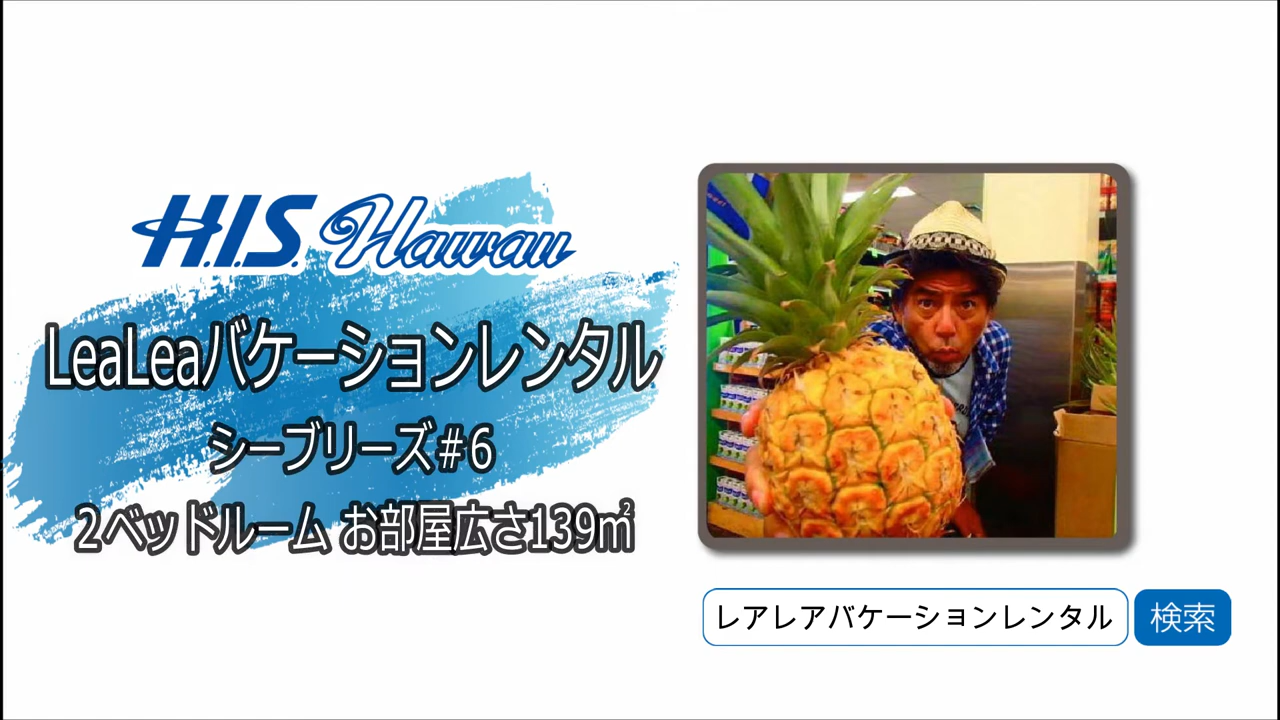 H.I.S. Hawaii
LeaLeaバケーションレンタル
シーブリーズ#6
2ベッドルーム お部屋広さ139㎡
レアレアバケーションレンタル 検索